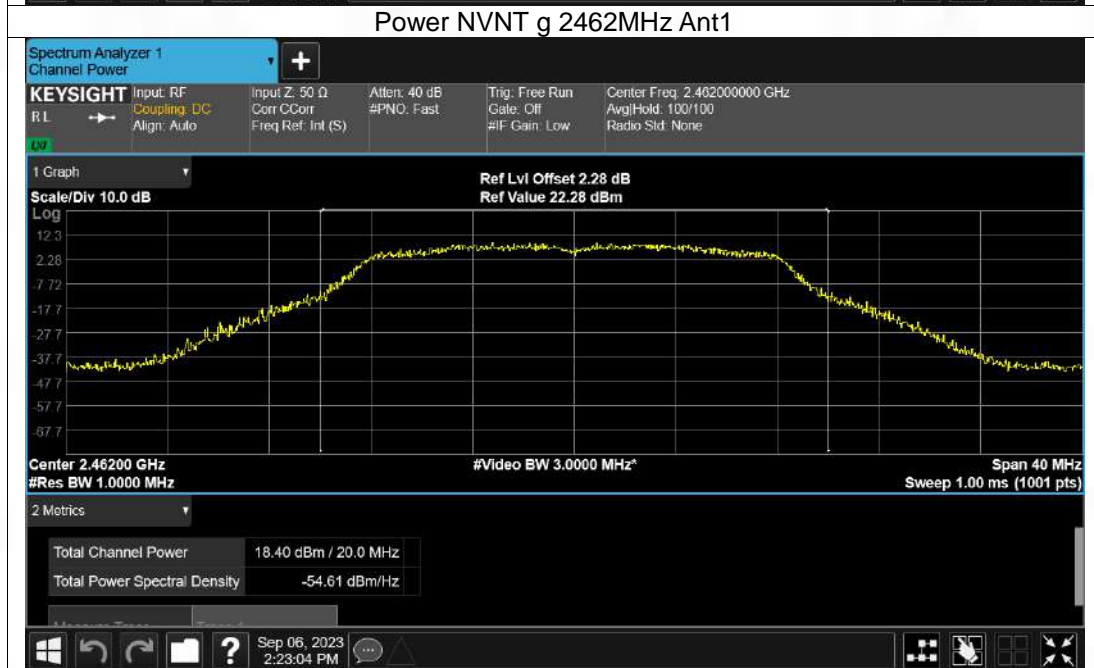 Power NVNT g 2462MHz Ant1
Spectrum Analyzer 1
Channel Power
KEYSIGHT Input: RF Input Z: 50 Ω Atten: 40 dB Trig: Free Run Center Freq: 2.462000000 GHz
RL Coupling: DC Corr CCorr #PNO: Fast Gate: Off Avg|Hold: 100/100
Align: Auto Freq Ref: Int (S) #IF Gain: Low Radio Std: None
LXI
1 Graph
Ref Lvl Offset 2.28 dB
Scale/Div 10.0 dB Ref Value 22.28 dBm
Log
12.3
2.28
-7.72
-17.7
-27.7
-37.7
-47.7
-57.7
-67.7
Center 2.46200 GHz #Video BW 3.0000 MHz* Span 40 MHz
#Res BW 1.0000 MHz Sweep 1.00 ms (1001 pts)
2 Metrics
Total Channel Power 18.40 dBm / 20.0 MHz
Total Power Spectral Density -54.61 dBm/Hz
Sep 06, 2023
2:23:04 PM